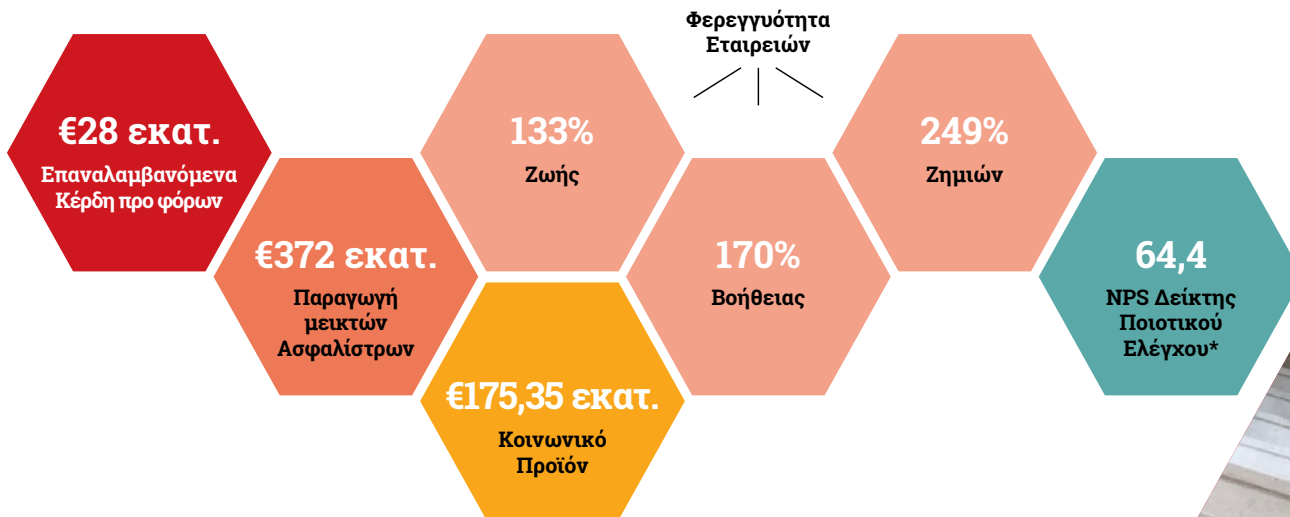 Φερεγγυότητα
Εταιρειών
€28 εκατ.
Επαναλαμβανόμενα
Κέρδη προ φόρων
€372 εκατ.
Παραγωγή
μεικτών
Ασφαλίστρων
133%
Ζωής
€175,35 εκατ.
Κοινωνικό
Προϊόν
170%
Βοήθειας
249%
Ζημιών
64,4
NPS Δείκτης
Ποιοτικού
Ελέγχου*